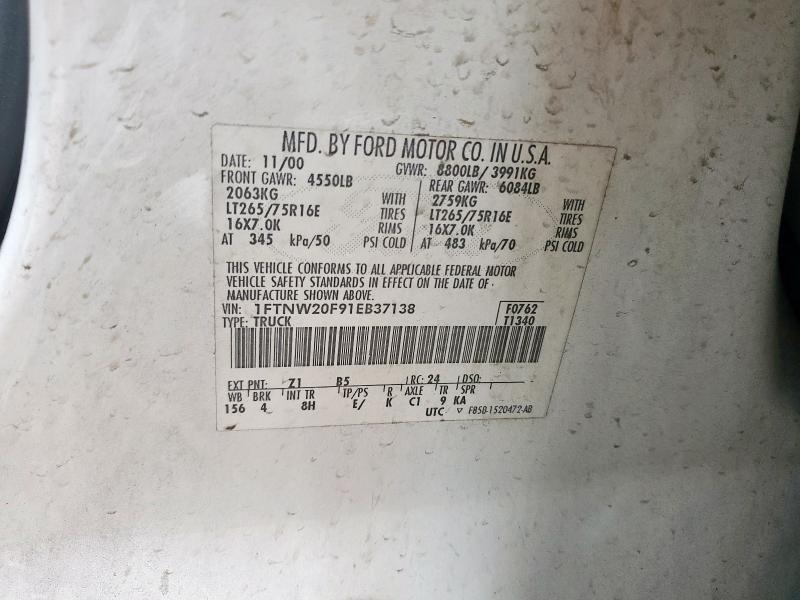 MFD. BY FORD MOTOR CO. IN U.S.A.
DATE: 11/00 GVWR: 8800LB/ 3991KG
FRONT GAWR: 4550LB REAR GAWR: 6084LB
2063KG WITH 2759KG WITH
LT265/75R16E TIRES LT265/75R16E TIRES
16X7.0K RIMS 16X7.0K RIMS
AT 345 kPa/50 PSI COLD AT 483 kPa/70 PSI COLD
THIS VEHICLE CONFORMS TO ALL APPLICABLE FEDERAL MOTOR
VEHICLE SAFETY STANDARDS IN EFFECT ON THE DATE OF
MANUFACTURE SHOWN ABOVE.
VIN: 1FTNW20F91EB37138 F0762
TYPE: TRUCK T1340
EXT PNT: Z1 B5 RC: 24 DSO:
WB BRK INT TR TP/PS R AXLE TR SPR
156 4 8H E/ K C1 9 KA
UTC ▽ F85B-1520472-AB